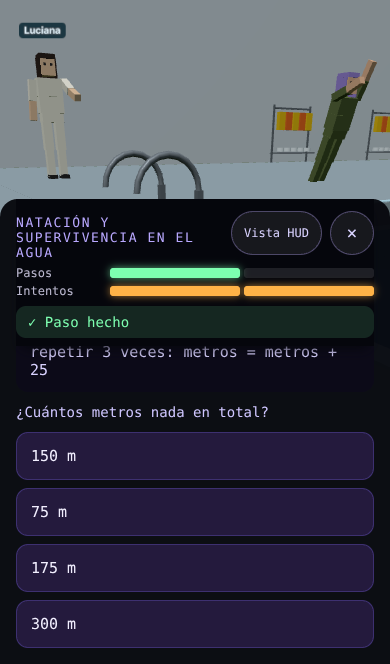 Luciana
NATACIÓN Y
SUPERVIVENCIA EN EL
AGUA
Vista HUD
×
Pasos
Intentos
✓ Paso hecho
repetir 3 veces: metros = metros +
25
¿Cuántos metros nada en total?
150 m
75 m
175 m
300 m